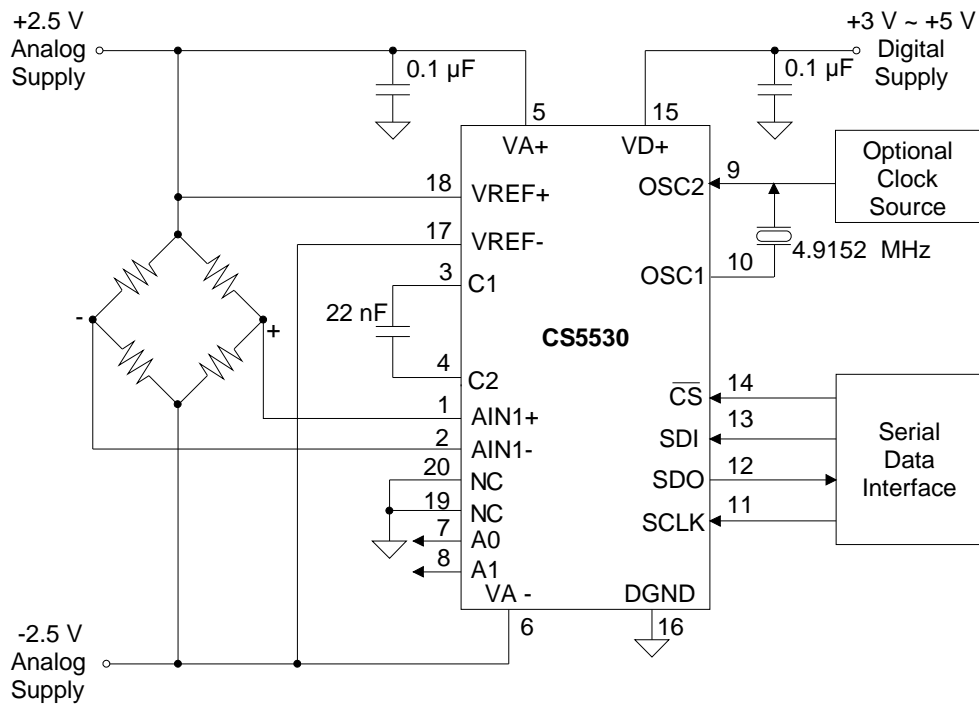 +2.5 V
Analog
Supply
+3 V ~ +5 V
Digital
Supply
0.1 µF
0.1 µF
5
15
VA+
VD+
Optional
Clock
Source
18
VREF+
9
OSC2
17
VREF-
4.9152 MHz
10
OSC1
3
C1
22 nF
CS5530
-
+
4
C2
14
CS
1
AIN1+
13
SDI
2
AIN1-
12
SDO
20
NC
11
SCLK
Serial
Data
Interface
19
NC
7
A0
8
A1
VA -
DGND
6
16
-2.5 V
Analog
Supply